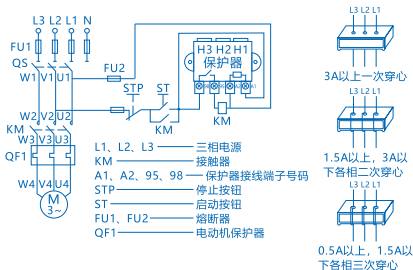 L3 L2 L1 N
FU1
QS
W1 V1 U1
FU2
STP
ST
KM
保护器
H3 H2 H1
A1
KM
W2 V2 U2
KM
W3 V3 U3
QF1
W4 V4 U4
M
3~
L1、L2、L3 三相电源
KM 接触器
A1、A2、95、98 保护器接线端子号码
STP 停止按钮
ST 启动按钮
FU1、FU2 熔断器
QF1 电动机保护器
L3 L2 L1
3A以上一次穿心
L3 L2 L1
1.5A以上，3A以
下各相二次穿心
L3 L2 L1
0.5A以上，1.5A以
下各相三次穿心